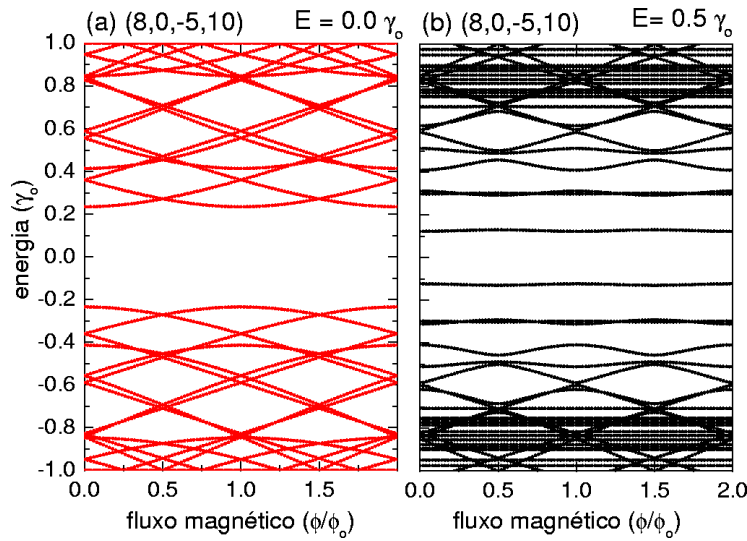 (a) (8,0,-5,10) E = 0.0 γo
(b) (8,0,-5,10) E= 0.5 γo
energia (γo)
1.0
0.8
0.6
0.4
0.2
0.0
-0.2
-0.4
-0.6
-0.8
-1.0
0.0 0.5 1.0 1.5
0.0 0.5 1.0 1.5 2.0
fluxo magnético (ϕ/ϕo)
fluxo magnético (ϕ/ϕo)